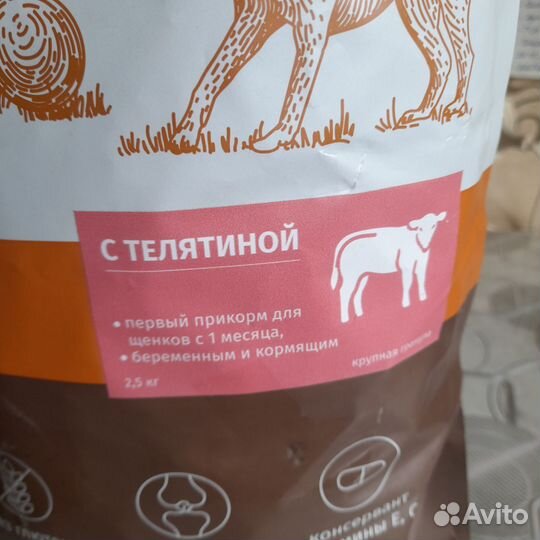 С ТЕЛЯТИНОЙ
• первый прикорм для
щенков с 1 месяца,
• беременным и кормящим
2,5 кг
крупная гранула
консервант
Е, С
Avito